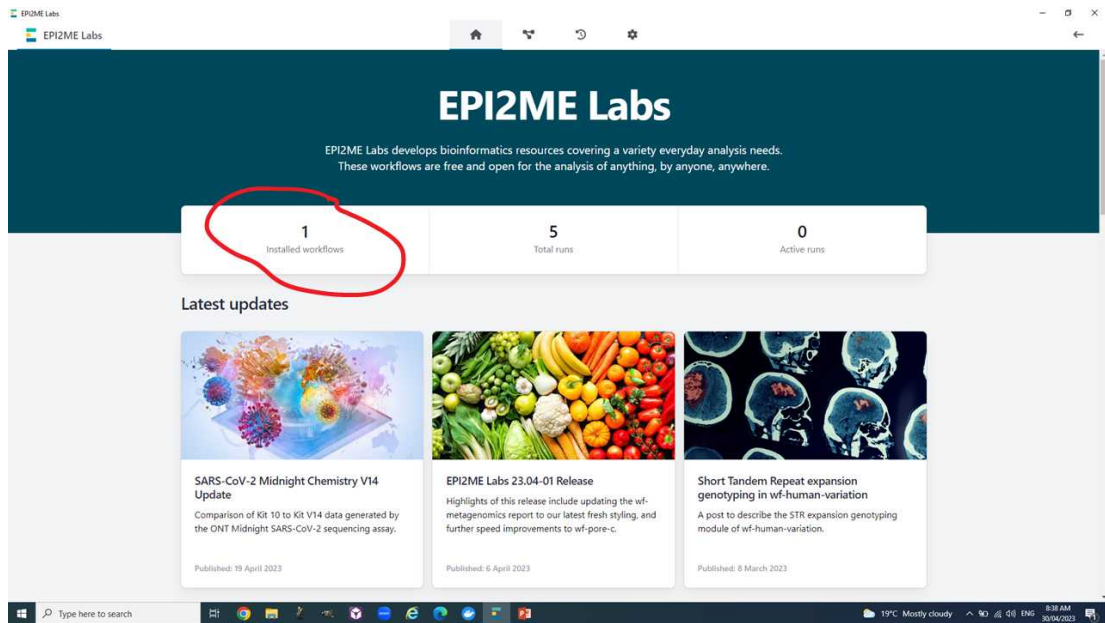 EPI2ME Labs
EPI2ME Labs
EPI2ME Labs
EPI2ME Labs develops bioinformatics resources covering a variety everyday analysis needs.
These workflows are free and open for the analysis of anything, by anyone, anywhere.
1
Installed workflows
5
Total runs
0
Active runs
Latest updates
SARS-CoV-2 Midnight Chemistry V14
Update
Comparison of Kit 10 to Kit V14 data generated by
the ONT Midnight SARS-CoV-2 sequencing assay.
Published: 19 April 2023
EPI2ME Labs 23.04-01 Release
Highlights of this release include updating the wf-
metagenomics report to our latest fresh styling, and
further speed improvements to wf-pore-c.
Published: 6 April 2023
Short Tandem Repeat expansion
genotyping in wf-human-variation
A post to describe the STR expansion genotyping
module of wf-human-variation.
Published: 8 March 2023
Type here to search
19°C Mostly cloudy
ENG
8:38 AM
30/04/2023